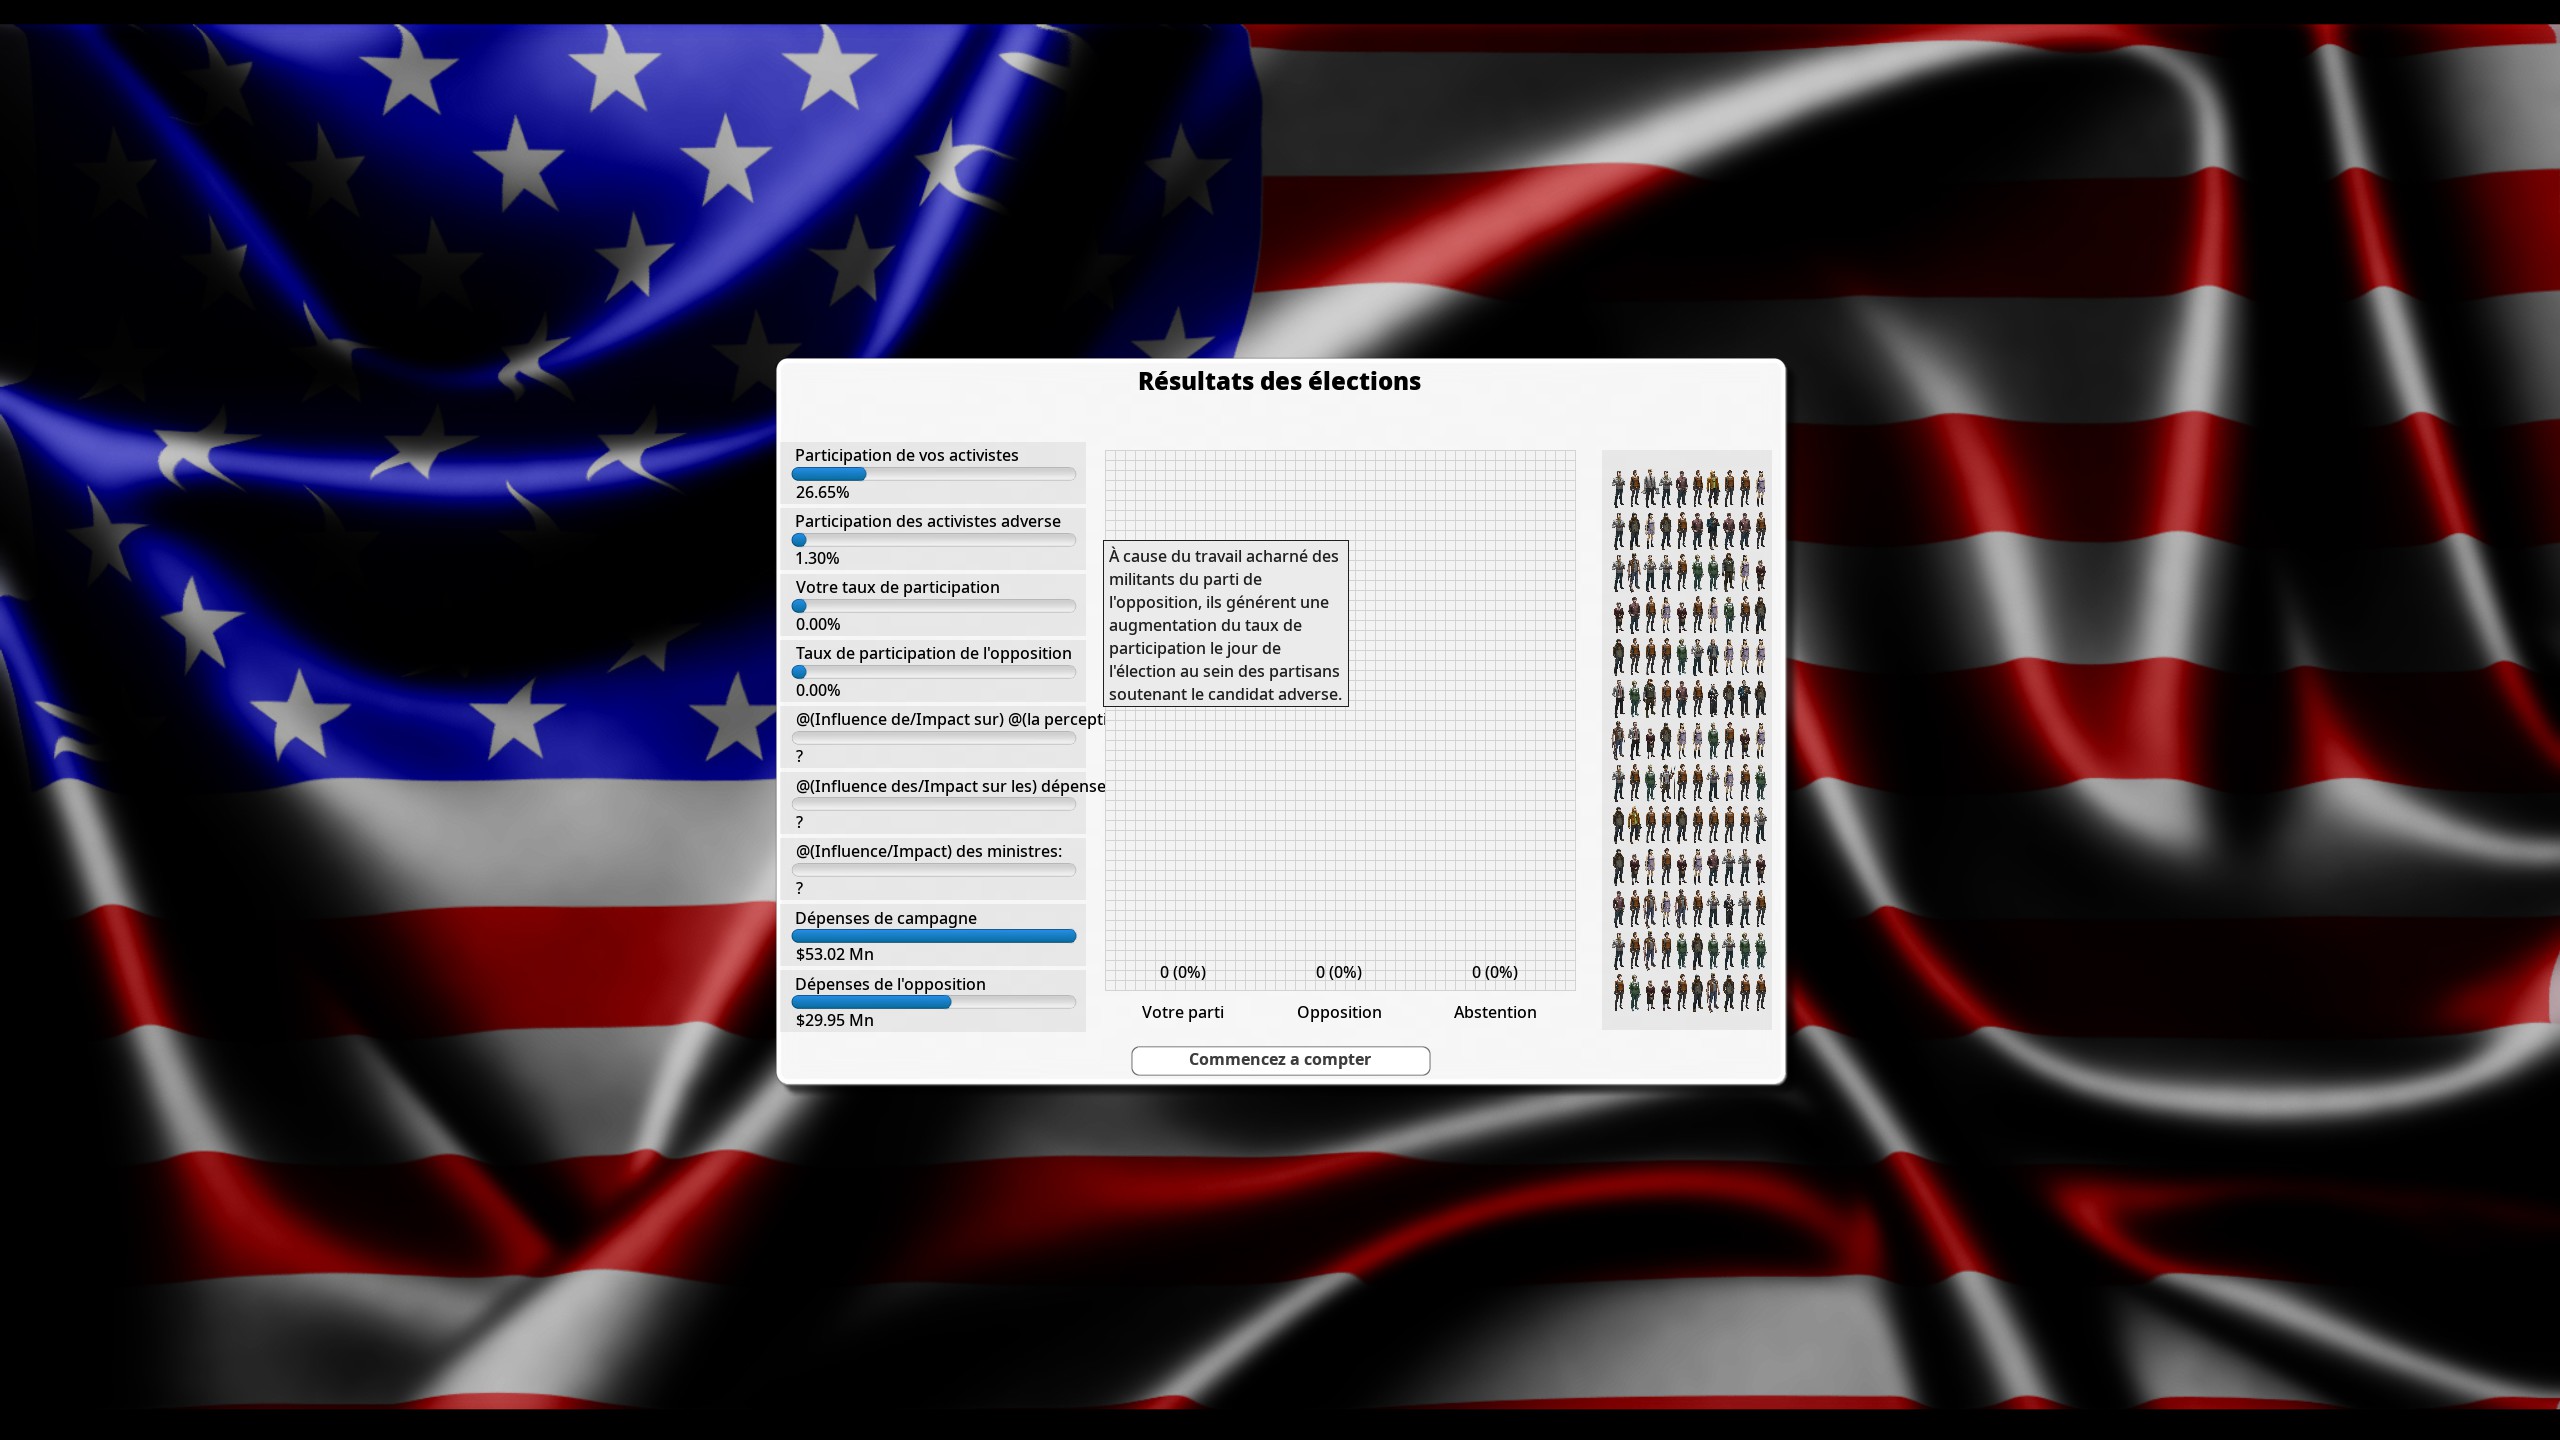 Résultats des élections
Participation de vos activistes
26.65%
Participation des activistes adverse
1.30%
Votre taux de participation
0.00%
Taux de participation de l'opposition
0.00%
@(Influence de/Impact sur) @(la percepti
?
@(Influence des/Impact sur les) dépense
?
@(Influence/Impact) des ministres:
?
Dépenses de campagne
$53.02 Mn
Dépenses de l'opposition
$29.95 Mn
À cause du travail acharné des
militants du parti de
l'opposition, ils générent une
augmentation du taux de
participation le jour de
l'élection au sein des partisans
soutenant le candidat adverse.
0 (0%)
0 (0%)
0 (0%)
Votre parti
Opposition
Abstention
Commencez a compter